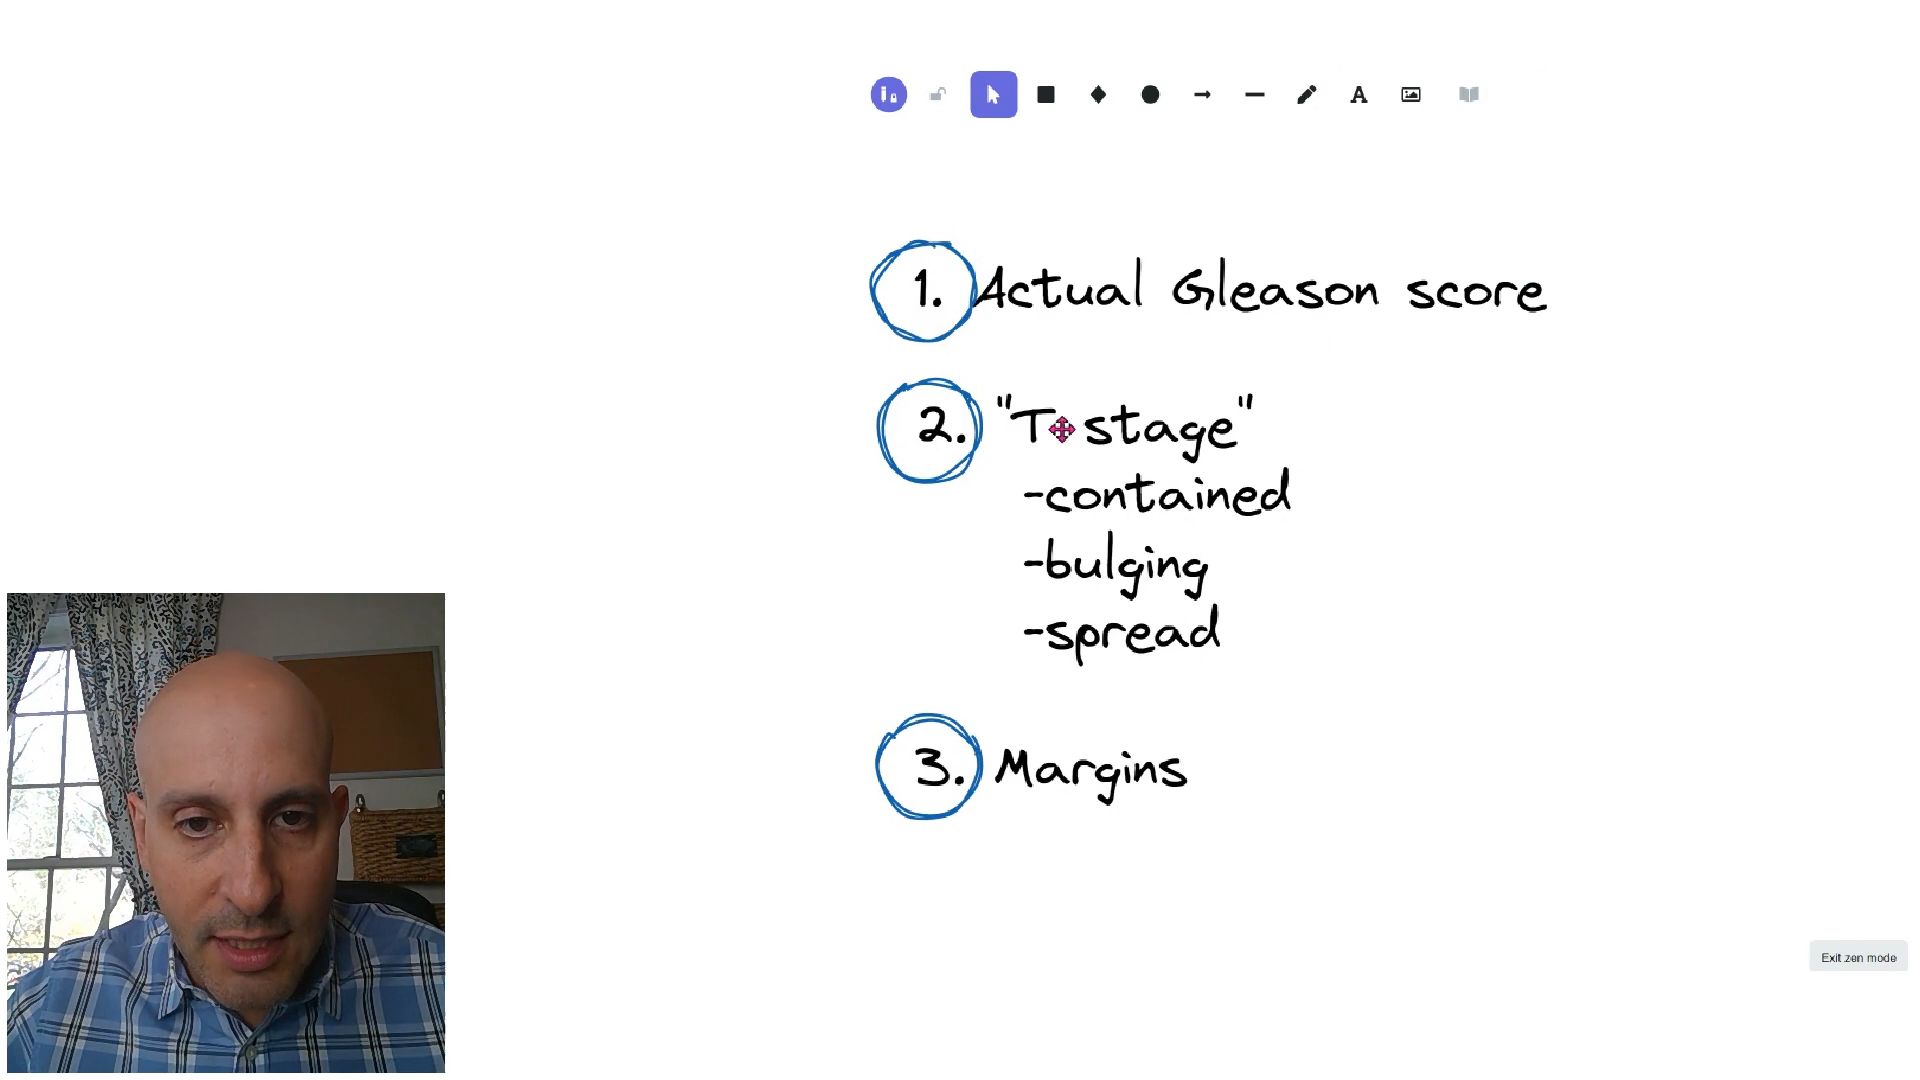 A
1. Actual Gleason score
2. "T stage"
-contained
-bulging
-spread
3. Margins
Exit zen mode